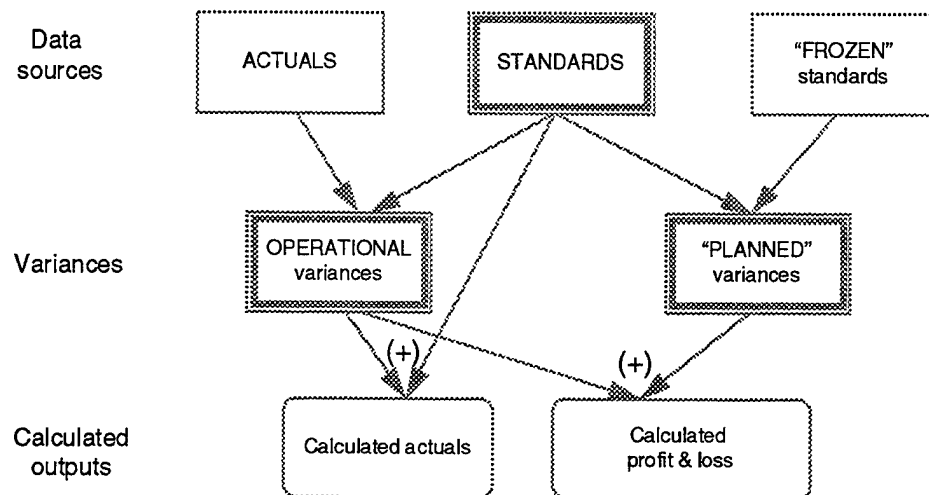 Data
sources
ACTUALS
STANDARDS
“FROZEN”
standards
Variances
OPERATIONAL
variances
“PLANNED”
variances
(+)
(+)
Calculated
outputs
Calculated actuals
Calculated
profit & loss